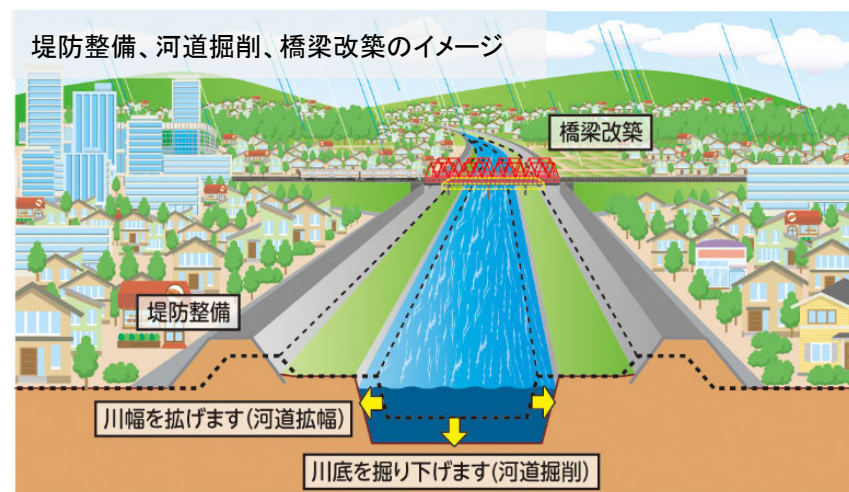 堤防整備、河道掘削、橋梁改築のイメージ
橋梁改築
堤防整備
川幅を拡げます(河道拡幅)
川底を掘り下げます(河道掘削)